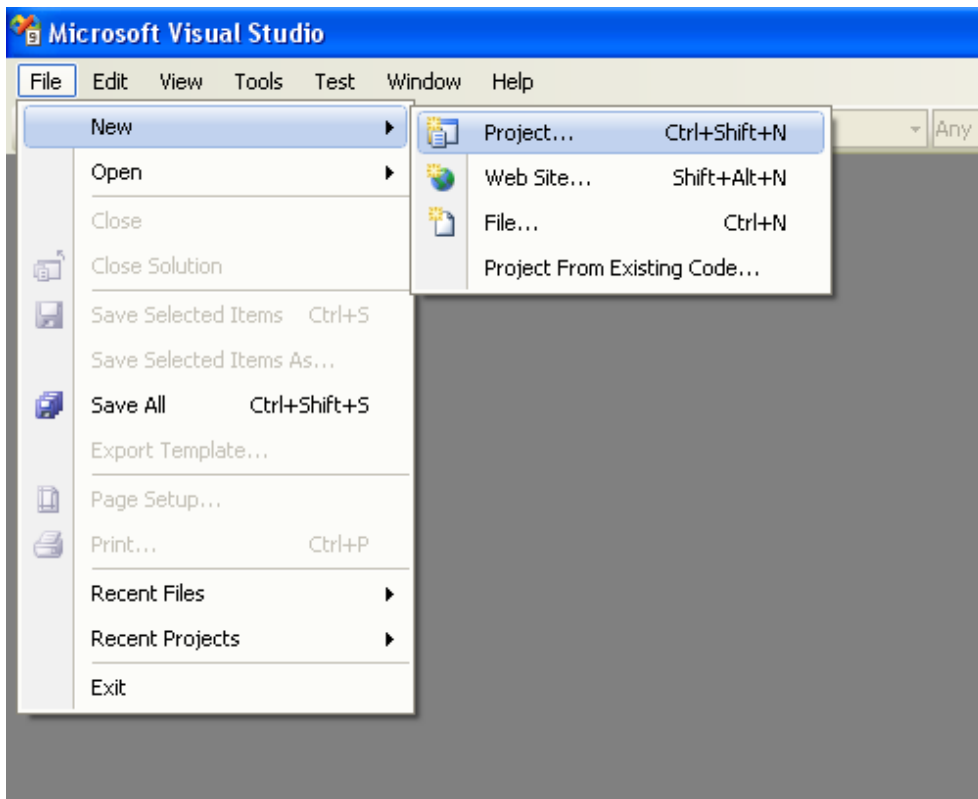 9 Microsoft Visual Studio
File Edit View Tools Test Window Help
New
Project... Ctrl+Shift+N
Any
Open
Web Site... Shift+Alt+N
Close
File... Ctrl+N
Close Solution
Project From Existing Code...
Save Selected Items Ctrl+S
Save Selected Items As...
Save All Ctrl+Shift+S
Export Template...
Page Setup...
Print... Ctrl+P
Recent Files
Recent Projects
Exit